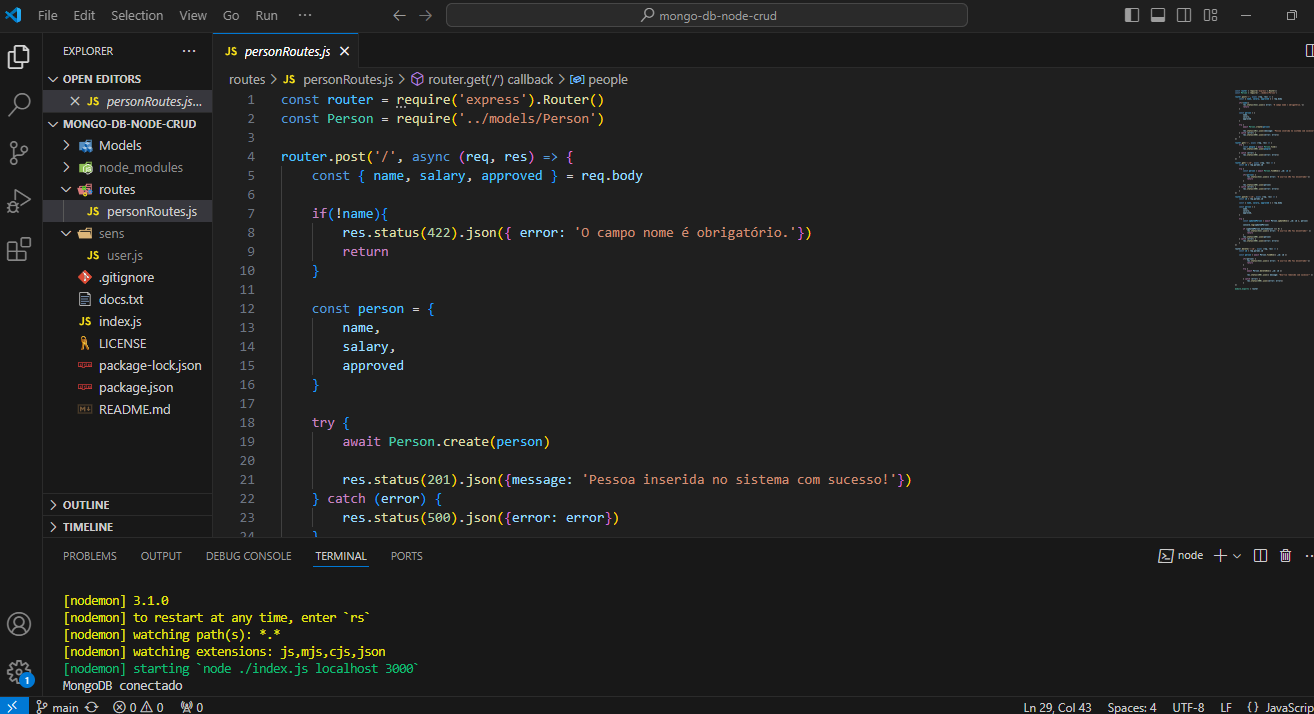 File Edit Selection View Go Run ···
mongo-db-node-crud
EXPLORER
OPEN EDITORS
JS personRoutes.js...
MONGO-DB-NODE-CRUD
Models
node_modules
routes
JS personRoutes.js
sens
JS user.js
.gitignore
docs.txt
JS index.js
LICENSE
package-lock.json
package.json
README.md
OUTLINE
TIMELINE
JS personRoutes.js
routes > JS personRoutes.js > router.get('/') callback > people
1 const router = require('express').Router()
2 const Person = require('../models/Person')
3
4 router.post('/', async (req, res) => {
5 const { name, salary, approved } = req.body
6
7 if(!name){
8 res.status(422).json({ error: 'O campo nome é obrigatório.'})
9 return
10 }
11
12 const person = {
13 name,
14 salary,
15 approved
16 }
17
18 try {
19 await Person.create(person)
20
21 res.status(201).json({message: 'Pessoa inserida no sistema com sucesso!'})
22 } catch (error) {
23 res.status(500).json({error: error})
24 }
PROBLEMS OUTPUT DEBUG CONSOLE TERMINAL PORTS
node
[nodemon] 3.1.0
[nodemon] to restart at any time, enter `rs`
[nodemon] watching path(s): *.*
[nodemon] watching extensions: js,mjs,cjs,json
[nodemon] starting `node ./index.js localhost 3000`
MongoDB conectado
1
main 0 0 0
Ln 29, Col 43 Spaces: 4 UTF-8 LF {} JavaScrip